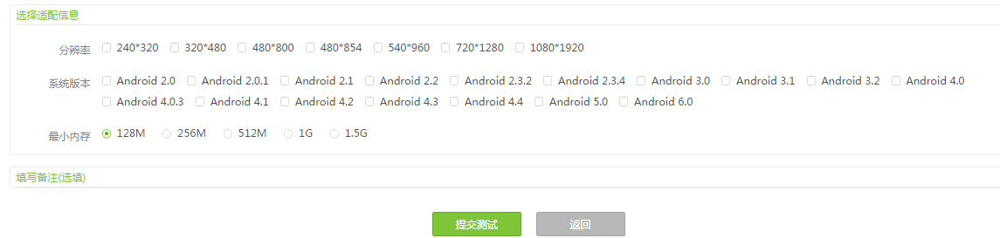 选择适配信息
分辨率 240*320 320*480 480*800 480*854 540*960 720*1280 1080*1920
系统版本 Android 2.0 Android 2.0.1 Android 2.1 Android 2.2 Android 2.3.2 Android 2.3.4 Android 3.0 Android 3.1 Android 3.2 Android 4.0
Android 4.0.3 Android 4.1 Android 4.2 Android 4.3 Android 4.4 Android 5.0 Android 6.0
最小内存 128M 256M 512M 1G 1.5G
填写备注(选填)
提交测试 返回